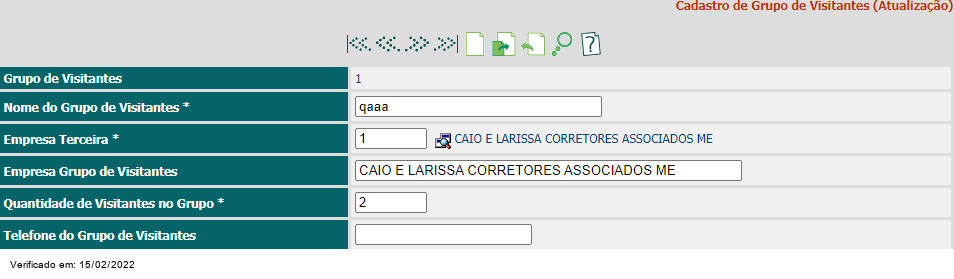 Cadastro de Grupo de Visitantes (Atualização)
Grupo de Visitantes 1
Nome do Grupo de Visitantes * qaaa
Empresa Terceira * 1 CAIO E LARISSA CORRETORES ASSOCIADOS ME
Empresa Grupo de Visitantes CAIO E LARISSA CORRETORES ASSOCIADOS ME
Quantidade de Visitantes no Grupo * 2
Telefone do Grupo de Visitantes
Verificado em: 15/02/2022